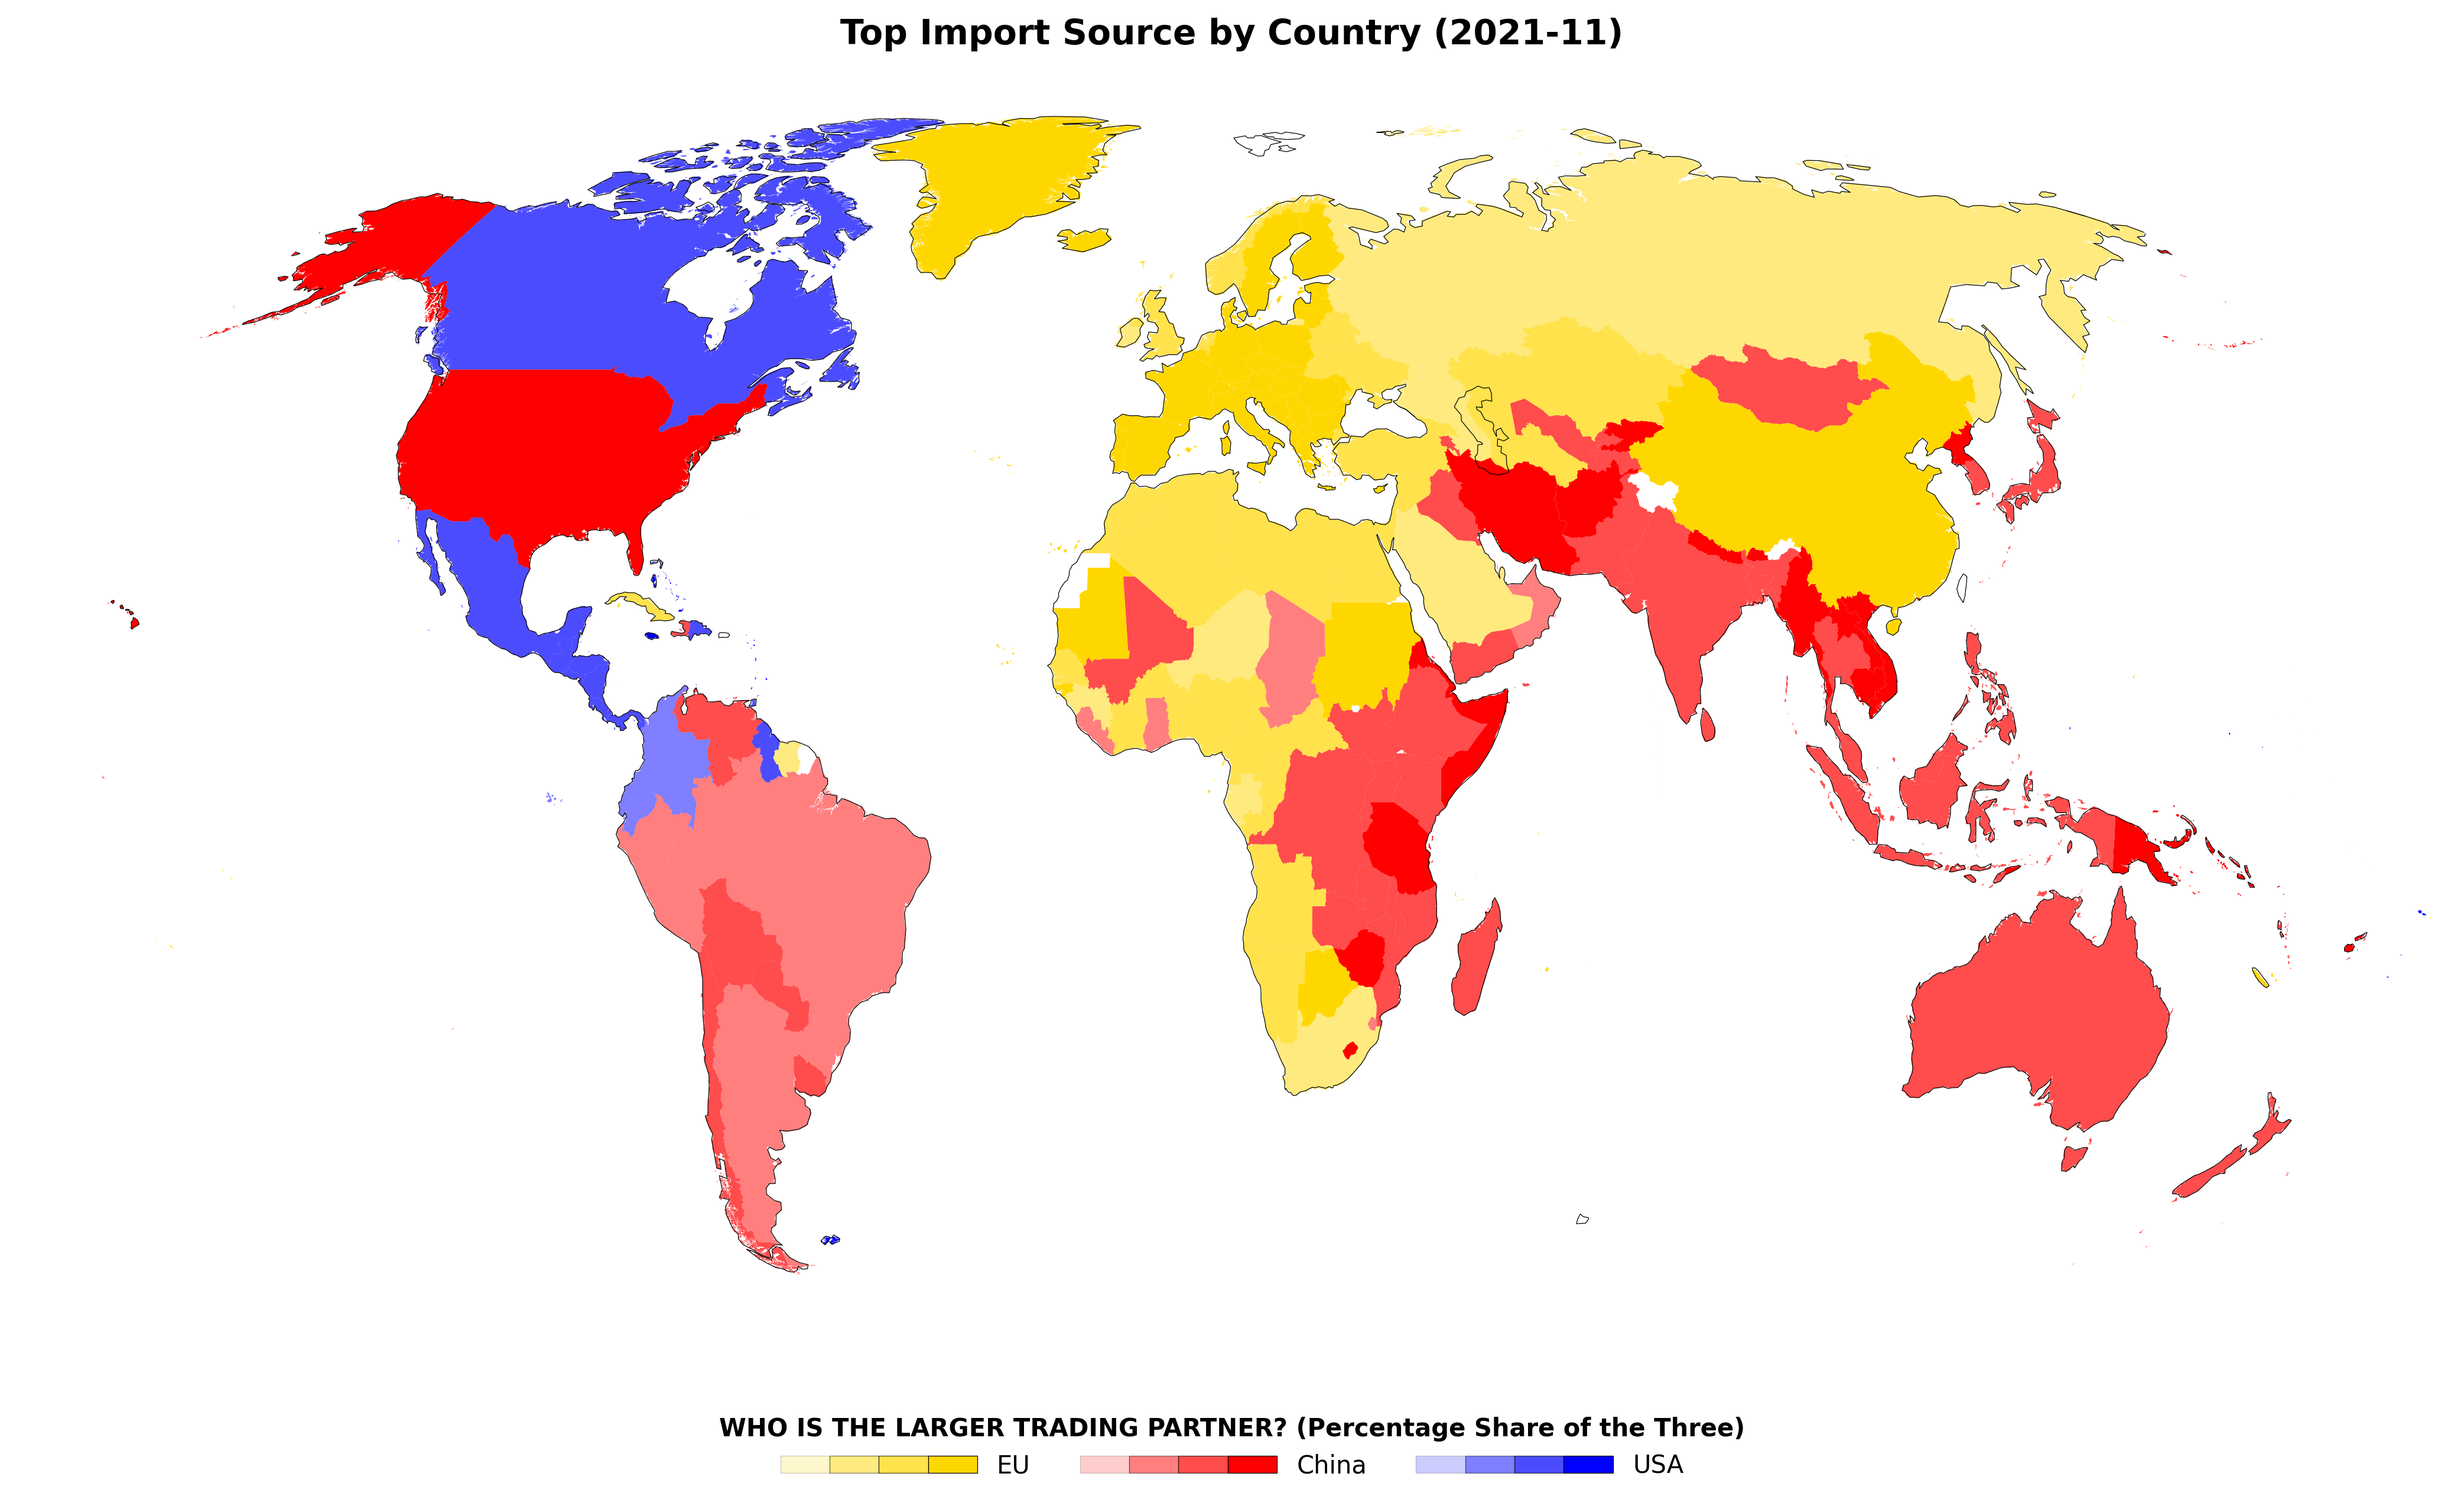 Top Import Source by Country (2021-11)
WHO IS THE LARGER TRADING PARTNER? (Percentage Share of the Three)
EU China USA